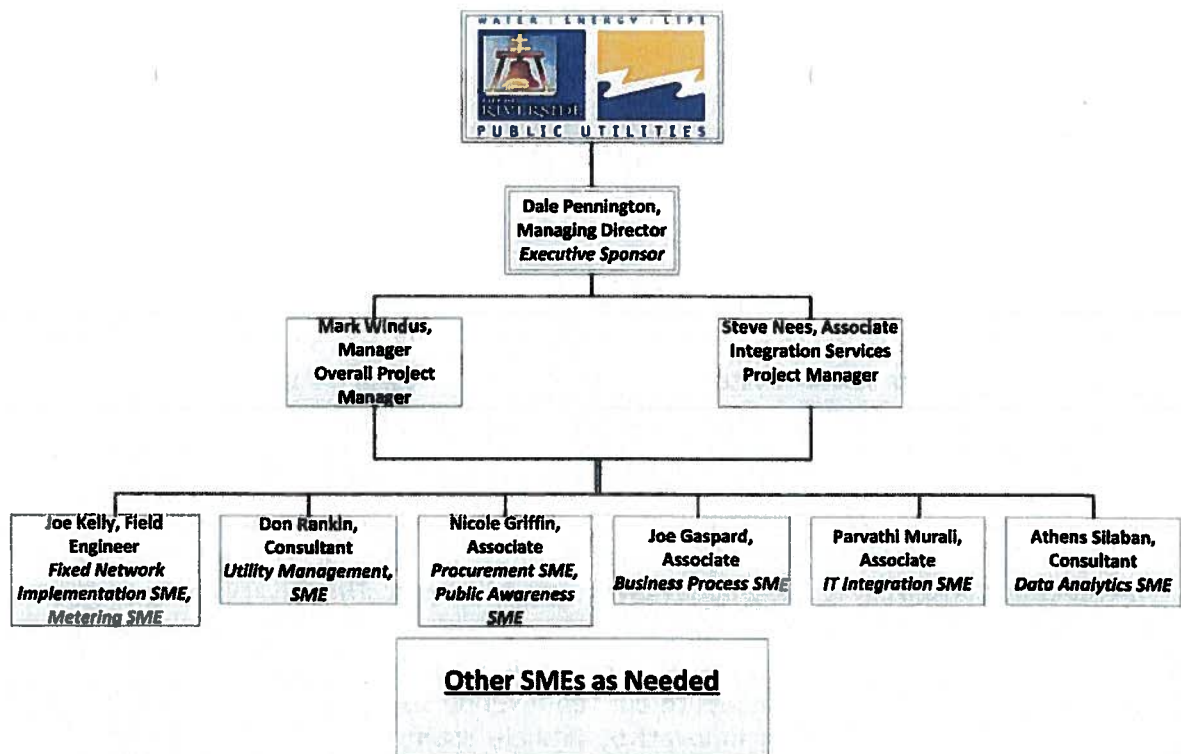 WATER | ENERGY | LIFE
CITY OF
RIVERSIDE
PUBLIC UTILITIES
Dale Pennington,
Managing Director
Executive Sponsor
Mark Windus,
Manager
Overall Project
Manager
Steve Nees, Associate
Integration Services
Project Manager
Joe Kelly, Field
Engineer
Fixed Network
Implementation SME,
Metering SME
Don Rankin,
Consultant
Utility Management,
SME
Nicole Griffin,
Associate
Procurement SME,
Public Awareness
SME
Joe Gaspard,
Associate
Business Process SME
Parvathi Murali,
Associate
IT Integration SME
Athens Silaban,
Consultant
Data Analytics SME
Other SMEs as Needed